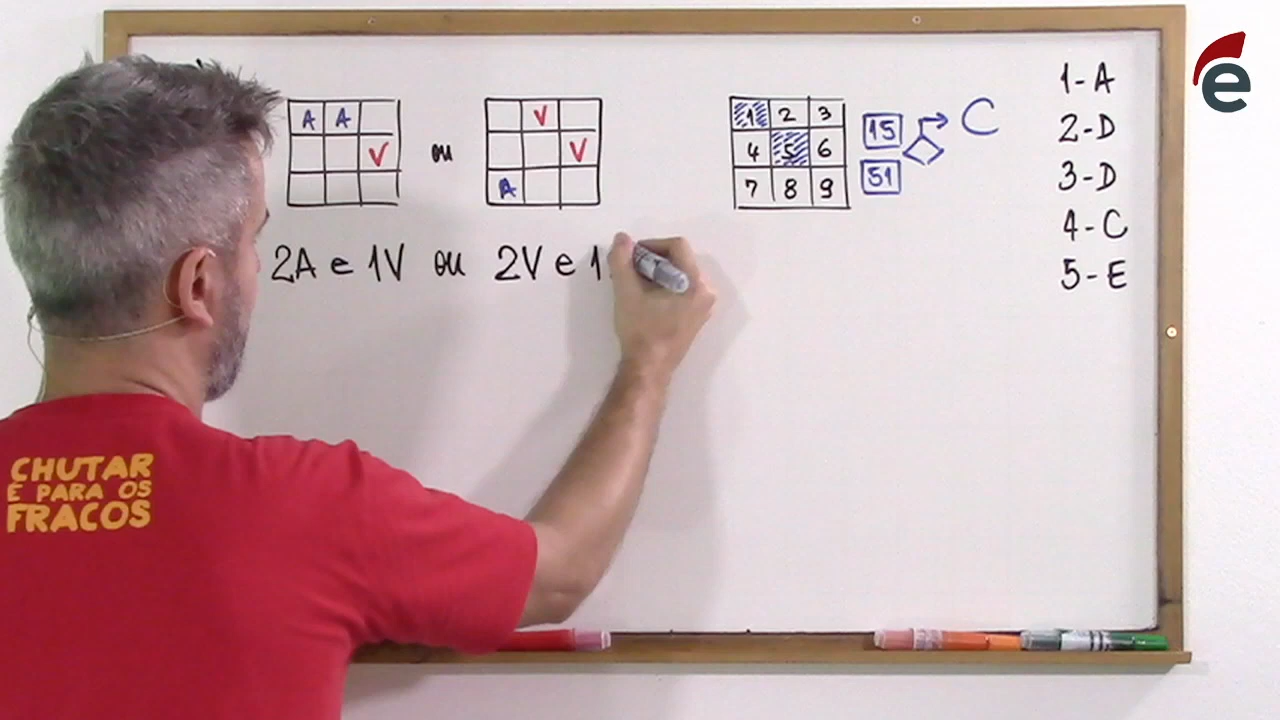 A A
V
ou
V
V
A
1 2 3
4 5 6
7 8 9
15
51
C
2A e 1V ou 2V e 1
1-A
2-D
3-D
4-C
5-E
CHUTAR
É PARA OS
FRACOS
e